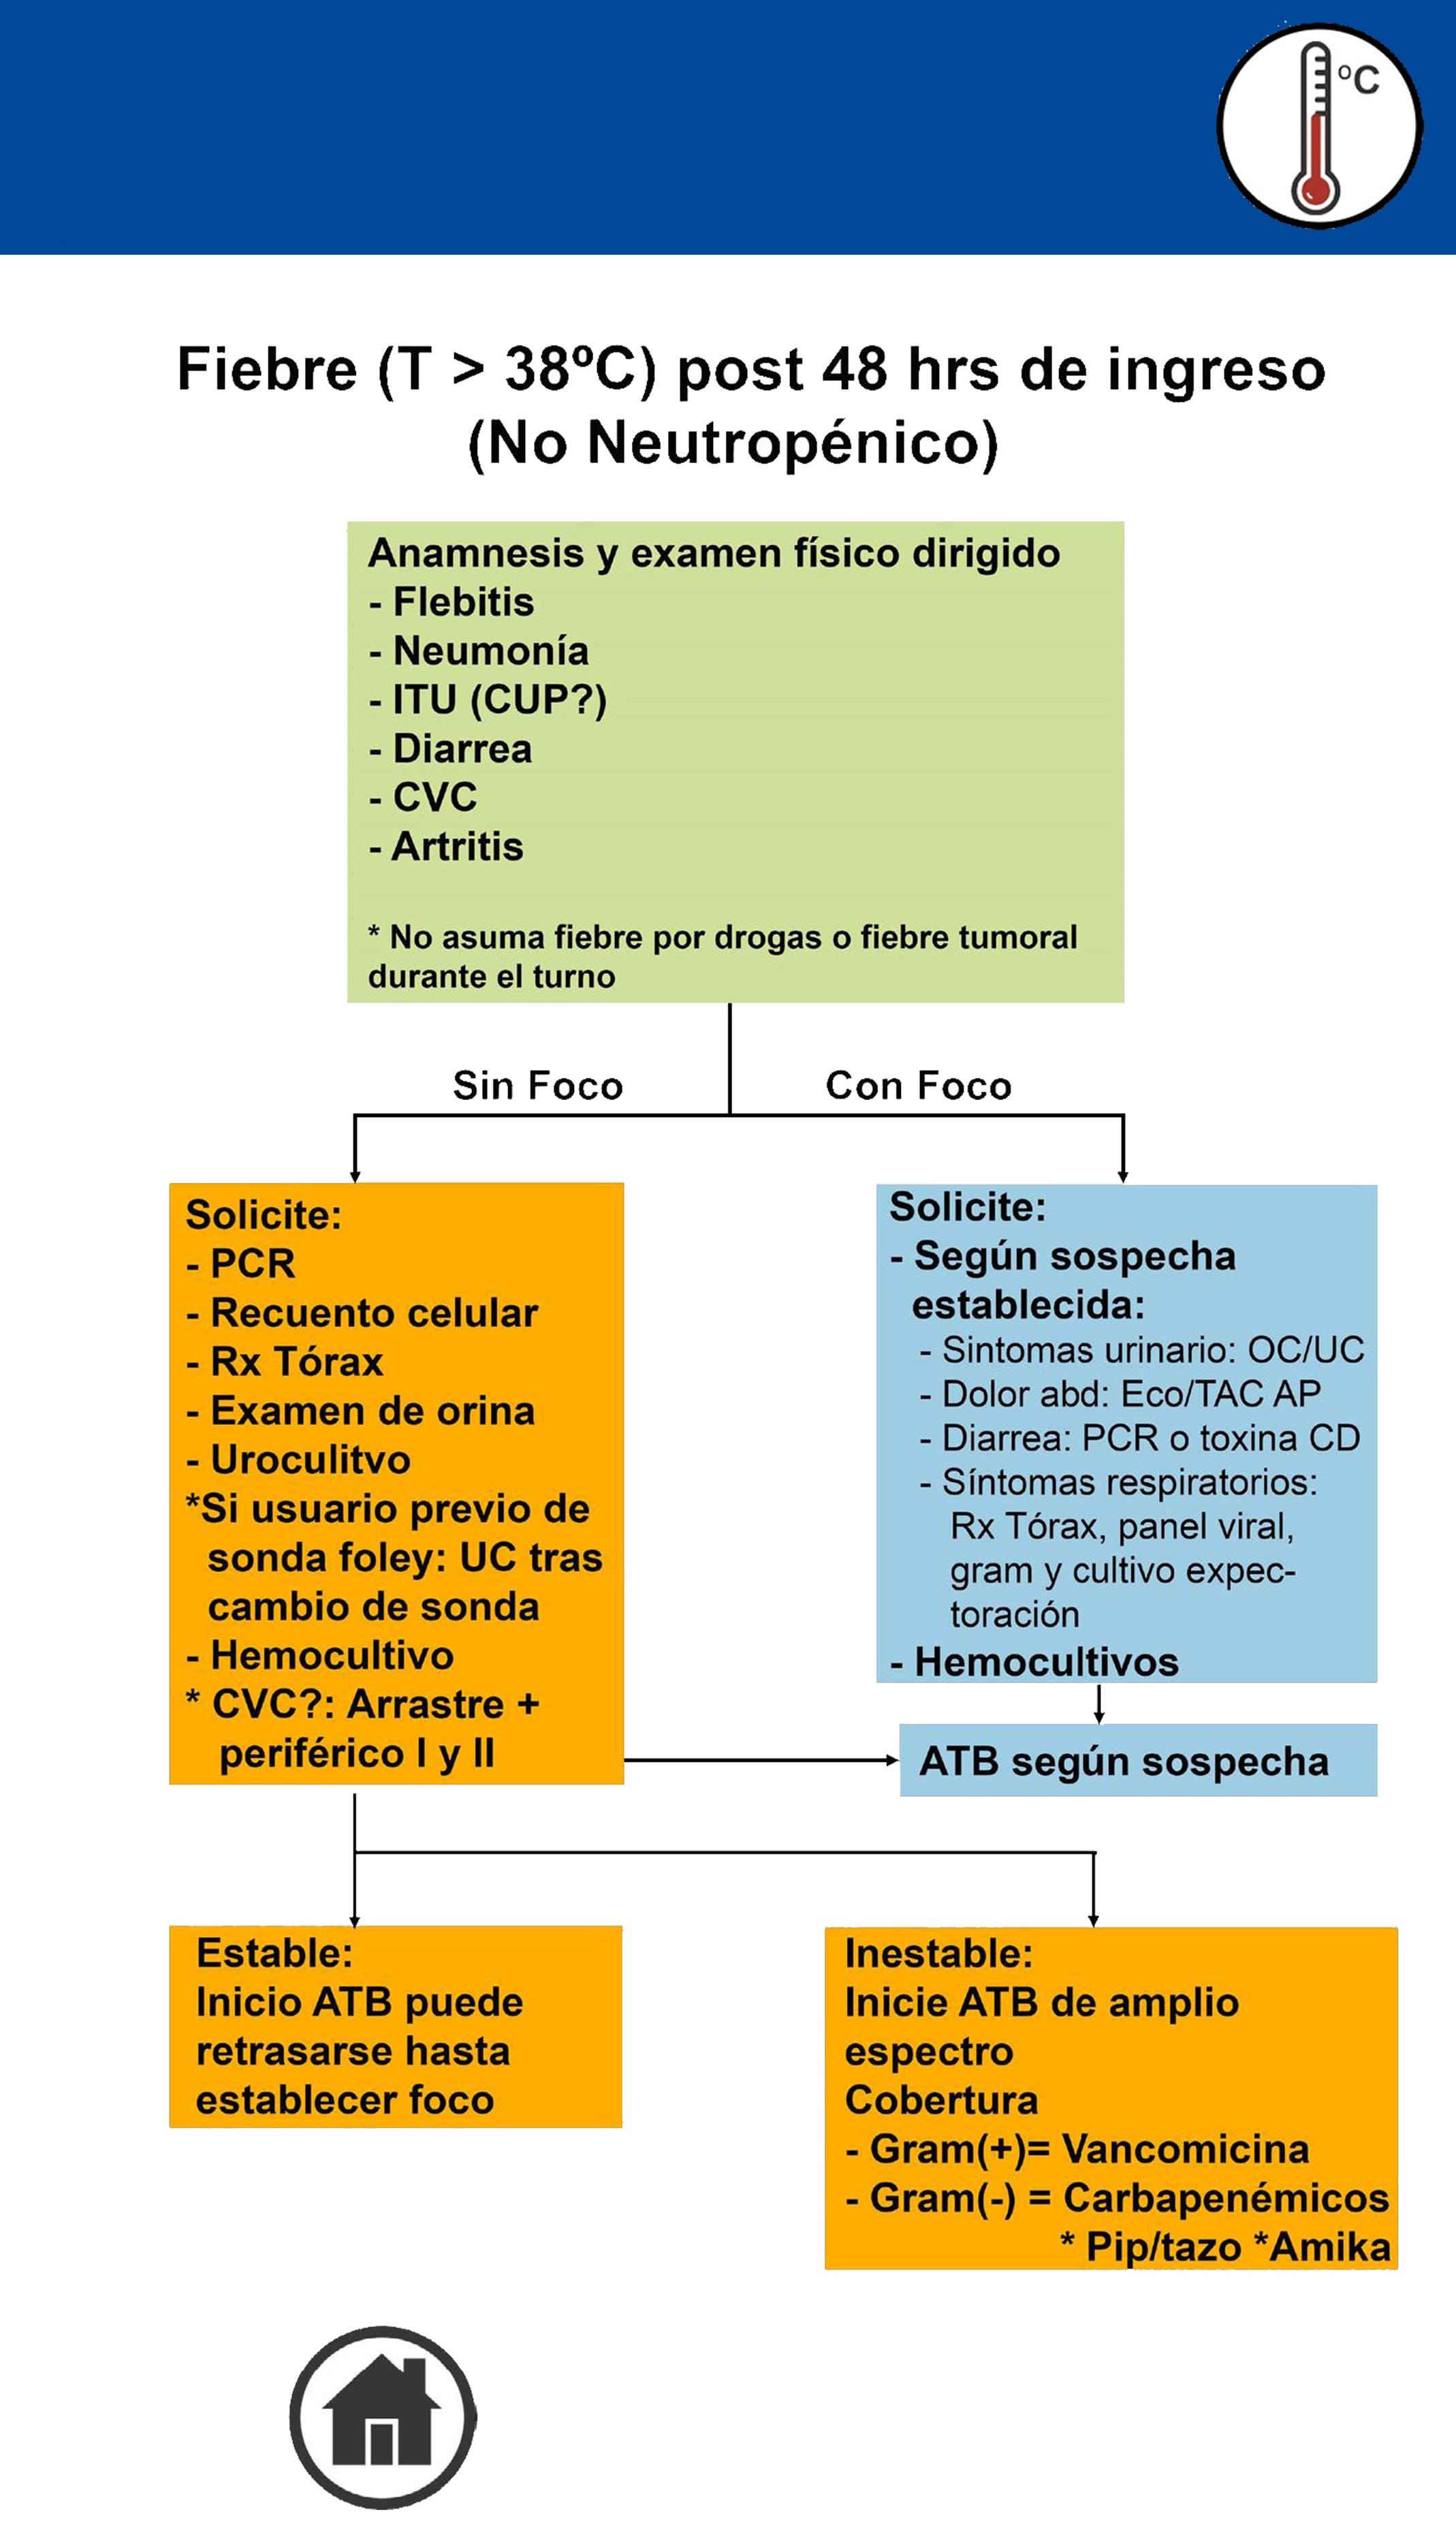 ºC
Fiebre (T > 38ºC) post 48 hrs de ingreso
(No Neutropénico)
Anamnesis y examen físico dirigido
- Flebitis
- Neumonía
- ITU (CUP?)
- Diarrea
- CVC
- Artritis
* No asuma fiebre por drogas o fiebre tumoral
durante el turno
Sin Foco
Con Foco
Solicite:
- PCR
- Recuento celular
- Rx Tórax
- Examen de orina
- Uroculitvo
*Si usuario previo de
sonda foley: UC tras
cambio de sonda
- Hemocultivo
* CVC?: Arrastre +
periférico I y II
Solicite:
- Según sospecha
establecida:
- Sintomas urinario: OC/UC
- Dolor abd: Eco/TAC AP
- Diarrea: PCR o toxina CD
- Síntomas respiratorios:
Rx Tórax, panel viral,
gram y cultivo expec-
toración
- Hemocultivos
ATB según sospecha
Estable:
Inicio ATB puede
retrasarse hasta
establecer foco
Inestable:
Inicie ATB de amplio
espectro
Cobertura
- Gram(+)= Vancomicina
- Gram(-) = Carbapenémicos
* Pip/tazo *Amika